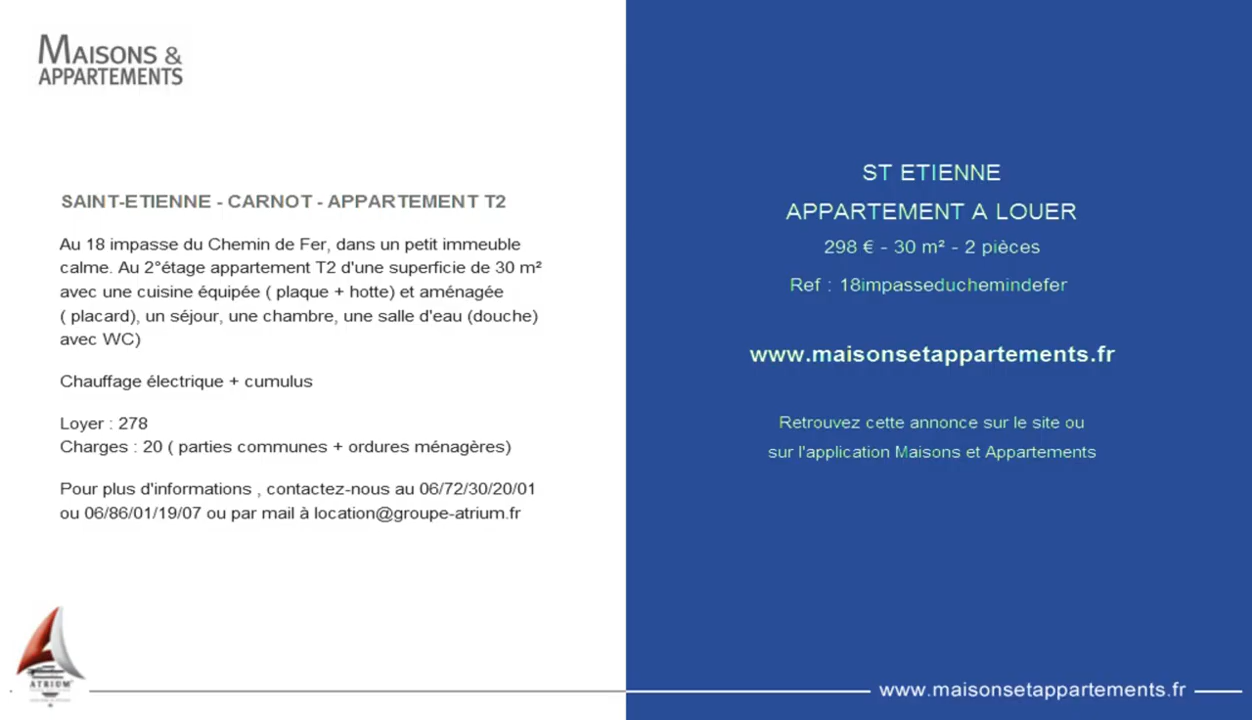 MAISONS &
APPARTEMENTS
SAINT-ETIENNE - CARNOT - APPARTEMENT T2
Au 18 impasse du Chemin de Fer, dans un petit immeuble
calme. Au 2°étage appartement T2 d'une superficie de 30 m²
avec une cuisine équipée ( plaque + hotte) et aménagée
( placard), un séjour, une chambre, une salle d'eau (douche)
avec WC)
Chauffage électrique + cumulus
Loyer : 278
Charges : 20 ( parties communes + ordures ménagères)
Pour plus d'informations , contactez-nous au 06/72/30/20/01
ou 06/86/01/19/07 ou par mail à location@groupe-atrium.fr
ATRIUM
ST ETIENNE
APPARTEMENT A LOUER
298 € - 30 m² - 2 pièces
Ref : 18impasseduchemindefer
www.maisonsetappartements.fr
Retrouvez cette annonce sur le site ou
sur l'application Maisons et Appartements
www.maisonsetappartements.fr